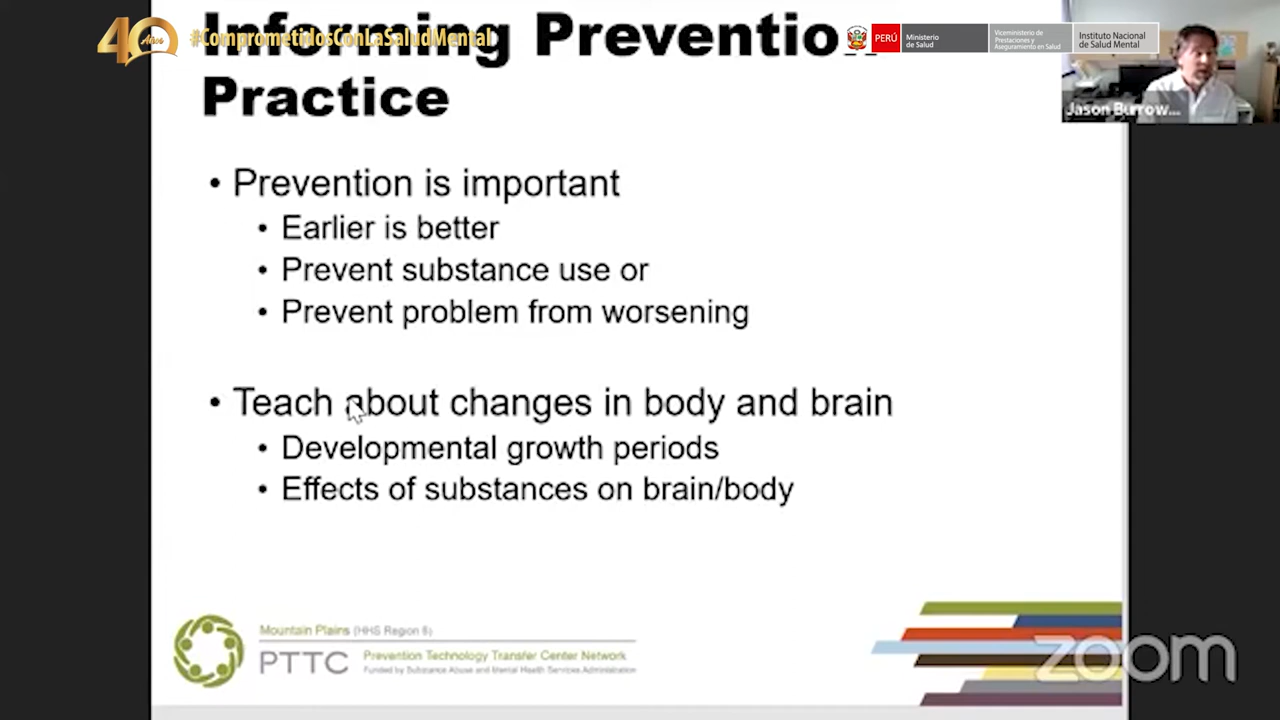 Informing Prevention
#ComprometidosConLaSaludMental
40 Años
PERÚ
Ministerio
de Salud
Viceministerio de
Prestaciones y
Aseguramiento en Salud
Instituto Nacional
de Salud Mental
Practice
Jason Burrow...
• Prevention is important
• Earlier is better
• Prevent substance use or
• Prevent problem from worsening
• Teach about changes in body and brain
• Developmental growth periods
• Effects of substances on brain/body
Mountain Plains (HHS Region 8)
PTTC
Prevention Technology Transfer Center Network
Funded by Substance Abuse and Mental Health Services Administration
zoom